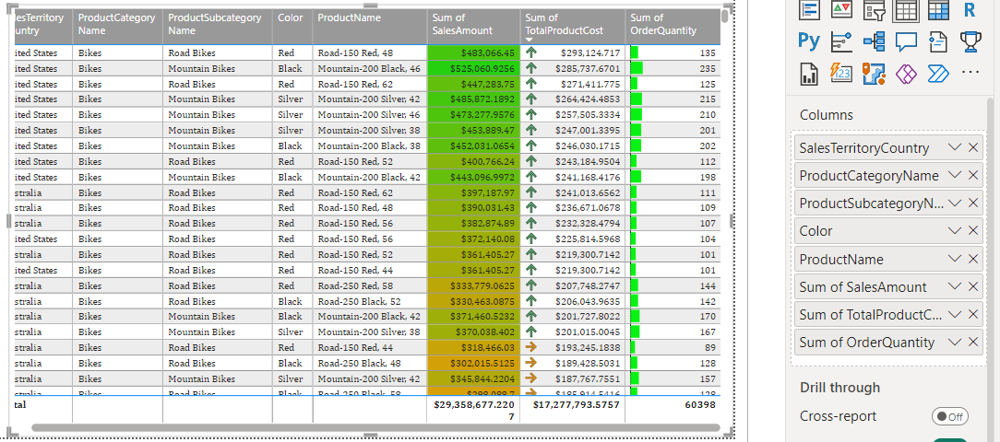 lesTerritory ProductCategory ProductSubcategory Color ProductName Sum of Sum of Sum of
untry Name Name SalesAmount TotalProductCost OrderQuantity
ited States Bikes Road Bikes Red Road-150 Red, 48 $483,066.45 $293,124.717 135
ited States Bikes Mountain Bikes Black Mountain-200 Black, 46 $525,060.9256 $285,737.6701 235
ited States Bikes Road Bikes Red Road-150 Red, 62 $447,283.75 $271,411.775 125
ited States Bikes Mountain Bikes Silver Mountain-200 Silver, 42 $485,872.1892 $264,424.4853 215
ited States Bikes Mountain Bikes Silver Mountain-200 Silver, 46 $473,277.9576 $257,505.3334 210
ited States Bikes Mountain Bikes Silver Mountain-200 Silver, 38 $453,889.47 $247,001.3395 201
ited States Bikes Mountain Bikes Black Mountain-200 Black, 38 $452,031.0654 $246,030.1715 202
ited States Bikes Road Bikes Red Road-150 Red, 52 $400,766.24 $243,184.9504 112
ited States Bikes Mountain Bikes Black Mountain-200 Black, 42 $443,096.9972 $241,168.4176 198
stralia Bikes Road Bikes Red Road-150 Red, 62 $397,187.97 $241,013.6562 111
stralia Bikes Road Bikes Red Road-150 Red, 48 $390,031.43 $236,671.0678 109
stralia Bikes Road Bikes Red Road-150 Red, 56 $382,874.89 $232,328.4794 107
ited States Bikes Road Bikes Red Road-150 Red, 56 $372,140.08 $225,814.5968 104
stralia Bikes Road Bikes Red Road-150 Red, 52 $361,405.27 $219,300.7142 101
ited States Bikes Road Bikes Red Road-150 Red, 44 $361,405.27 $219,300.7142 101
stralia Bikes Road Bikes Red Road-250 Red, 58 $333,779.0625 $207,748.2747 144
stralia Bikes Road Bikes Black Road-250 Black, 52 $330,463.0875 $206,043.9635 142
stralia Bikes Mountain Bikes Black Mountain-200 Black, 42 $371,460.5232 $201,727.8022 170
stralia Bikes Mountain Bikes Silver Mountain-200 Silver, 38 $370,038.402 $201,015.0045 167
stralia Bikes Road Bikes Red Road-150 Red, 44 $318,466.03 $193,245.1838 89
stralia Bikes Road Bikes Black Road-250 Black, 48 $302,015.5125 $189,428.5031 128
stralia Bikes Mountain Bikes Silver Mountain-200 Silver, 42 $345,844.2204 $187,767.7551 157
tal $29,358,677.220 $17,277,793.5757 60398
7
R
Py
123
...
Columns
SalesTerritoryCountry
ProductCategoryName
ProductSubcategoryN...
Color
ProductName
Sum of SalesAmount
Sum of TotalProductC...
Sum of OrderQuantity
Drill through
Cross-report Off